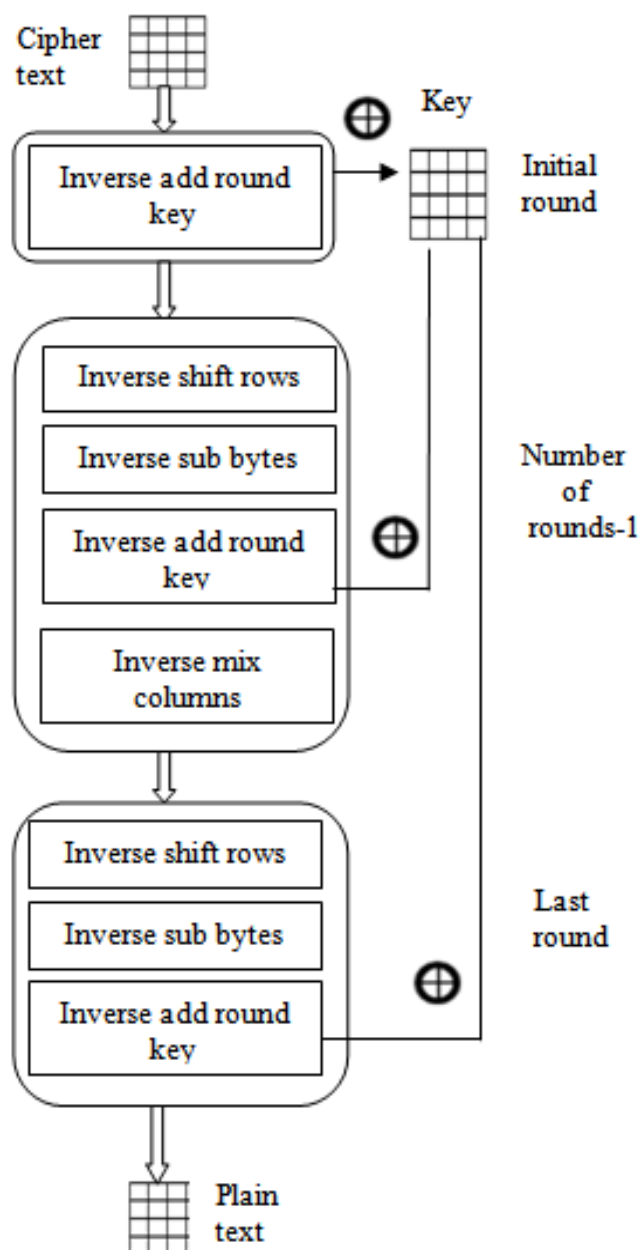 Cipher
text
Key
Inverse add round
key
Initial
round
Inverse shift rows
Inverse sub bytes
Inverse add round
key
Inverse mix
columns
Number
of
rounds-1
Inverse shift rows
Inverse sub bytes
Inverse add round
key
Last
round
Plain
text